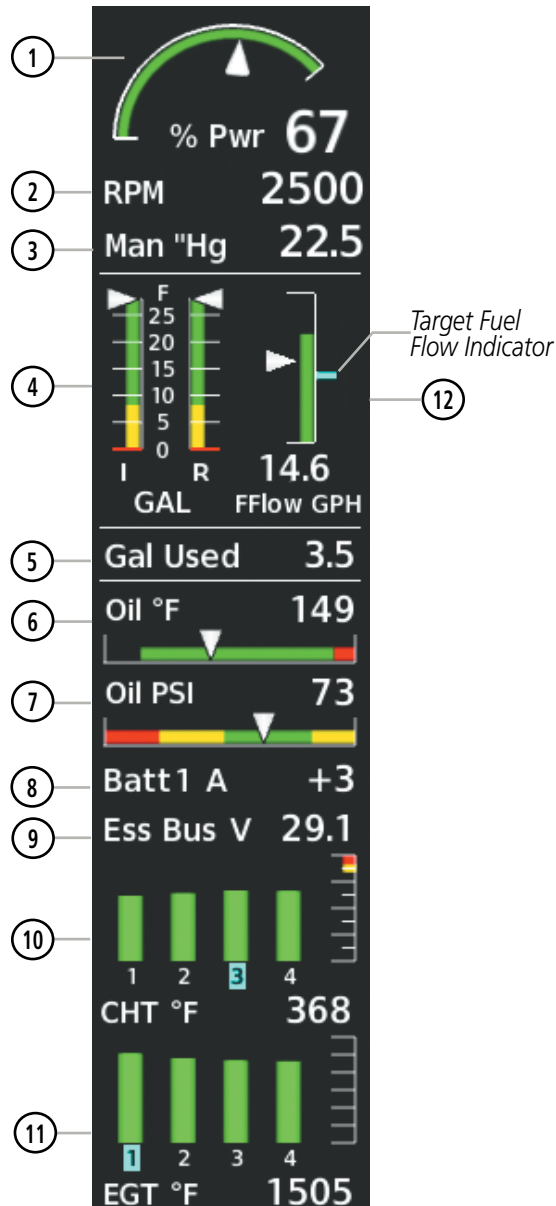 1
% Pwr 67
2
RPM 2500
3
Man "Hg 22.5
F
25
20
15
10
5
0
I R
GAL
4
Target Fuel
Flow Indicator
12
14.6
FFlow GPH
5
Gal Used 3.5
6
Oil °F 149
7
Oil PSI 73
8
Batt1 A +3
9
Ess Bus V 29.1
10
1 2 3 4
CHT °F 368
11
1 2 3 4
EGT °F 1505